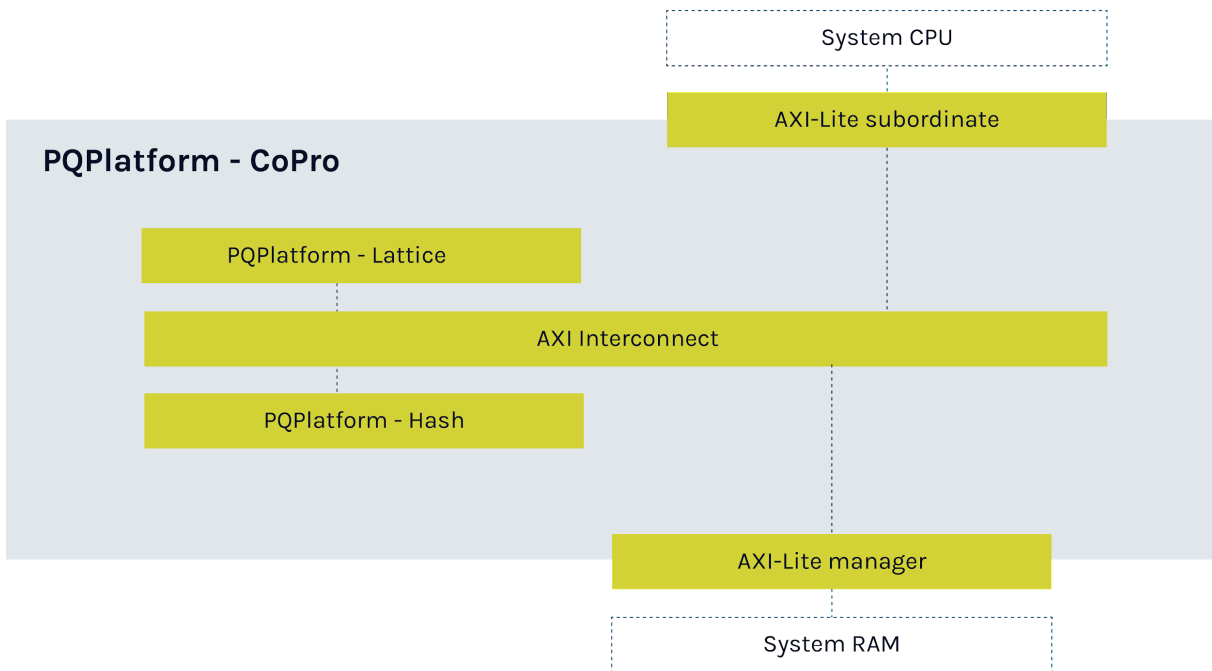 System CPU
AXI-Lite subordinate
PQPlatform - CoPro
PQPlatform - Lattice
AXI Interconnect
PQPlatform - Hash
AXI-Lite manager
System RAM